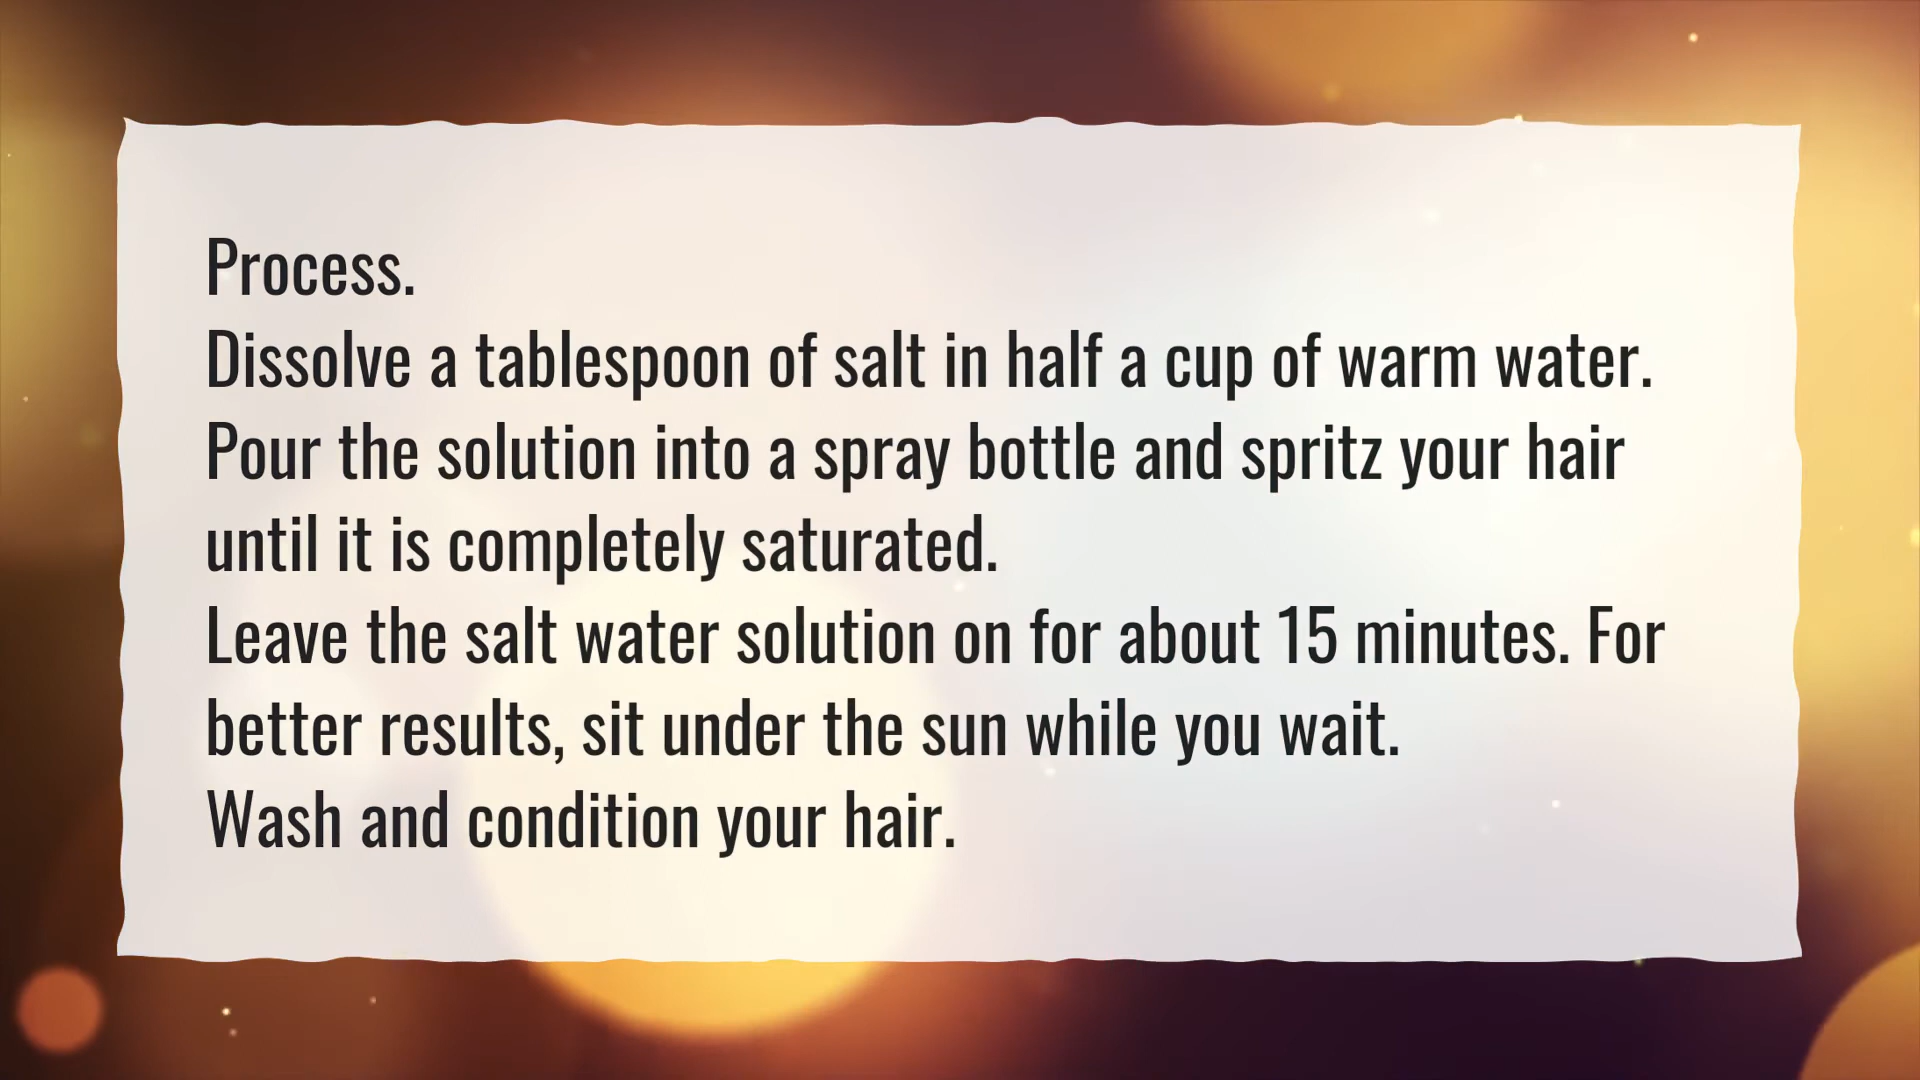 Process.
Dissolve a tablespoon of salt in half a cup of warm water.
Pour the solution into a spray bottle and spritz your hair
until it is completely saturated.
Leave the salt water solution on for about 15 minutes. For
better results, sit under the sun while you wait.
Wash and condition your hair.